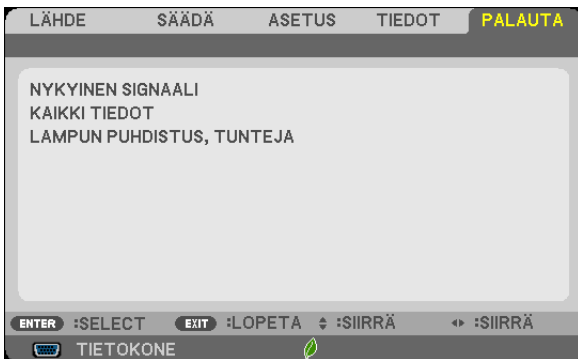 LÄHDE SÄÄDÄ ASETUS TIEDOT PALAUTA
NYKYINEN SIGNAALI
KAIKKI TIEDOT
LAMPUN PUHDISTUS, TUNTEJA
ENTER :SELECT EXIT :LOPETA :SIIRRÄ :SIIRRÄ
TIETOKONE